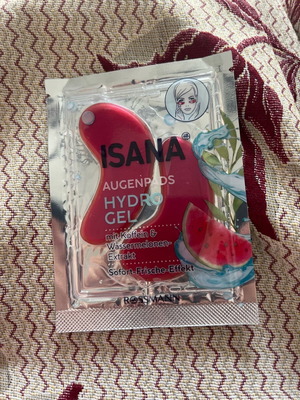 ISANA
AUGENPADS
HYDRO
GEL
mit Koffein &
Wassermelonen-
Extrakt
Sofort-Frische-Effekt
ROSSMANN